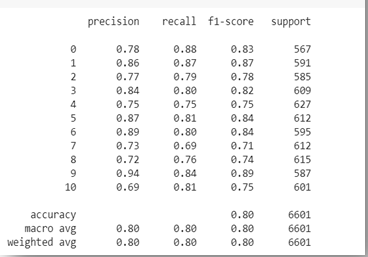 precision recall f1-score support
0 0.78 0.88 0.83 567
1 0.86 0.87 0.87 591
2 0.77 0.79 0.78 585
3 0.84 0.80 0.82 609
4 0.75 0.75 0.75 627
5 0.87 0.81 0.84 612
6 0.89 0.80 0.84 595
7 0.73 0.69 0.71 612
8 0.72 0.76 0.74 615
9 0.94 0.84 0.89 587
10 0.69 0.81 0.75 601
accuracy 0.80 6601
macro avg 0.80 0.80 0.80 6601
weighted avg 0.80 0.80 0.80 6601